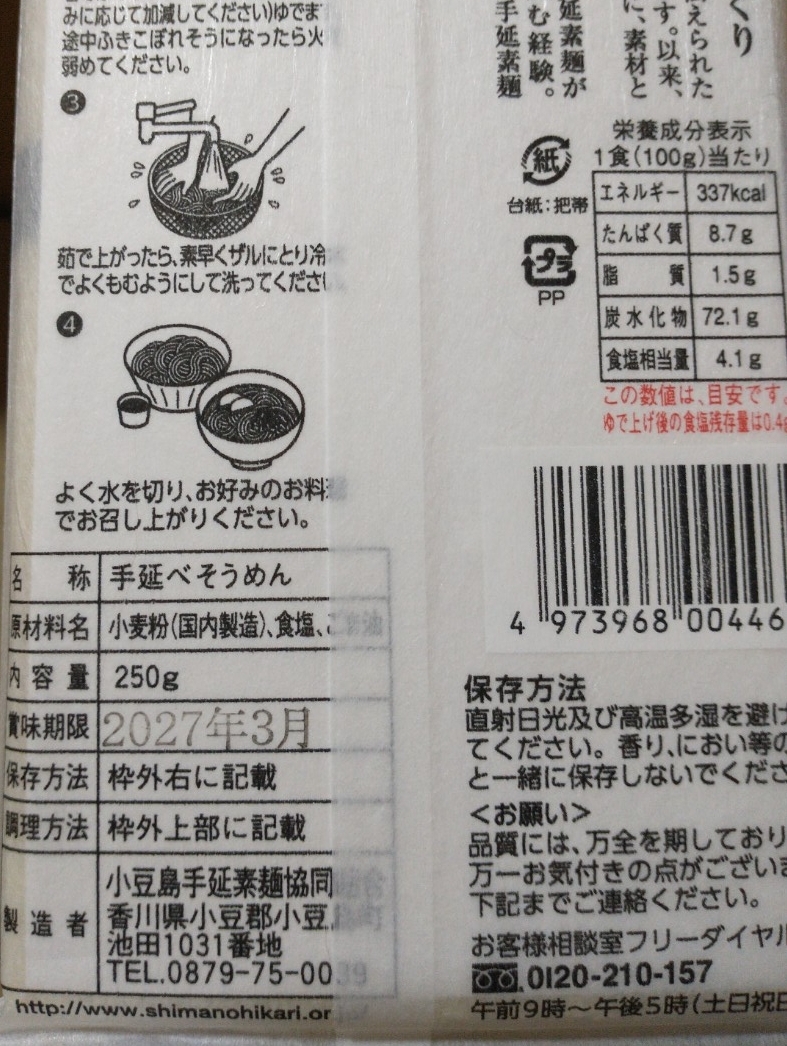 みに応じて加減してください)ゆでま
途中ふきこぼれそうになったら火
弱めてください。
❸
茹で上がったら、素早くザルにとり冷
でよくもむようにして洗ってくださ
❹
よく水を切り、お好みのお料
でお召し上がりください。
名 称 手延べそうめん
原材料名 小麦粉(国内製造)、食塩、ごま油
内容量 250g
賞味期限 2027年3月
保存方法 枠外右に記載
調理方法 枠外上部に記載
製造者 小豆島手延素麺協同組合
香川県小豆郡小豆島町
池田1031番地
TEL.0879-75-0039
http://www.shimanohikari.or
くり
伝えられた
す。以来、
に、素材と
延素麺が
む経験。
手延素麺
紙
台紙:把帯
プラ
PP
栄養成分表示
1食(100g)当たり
エネルギー 337kcal
たんぱく質 8.7g
脂質 1.5g
炭水化物 72.1g
食塩相当量 4.1g
この数値は、目安です。
ゆで上げ後の食塩残存量は0.4g
4 973968 00446
保存方法
直射日光及び高温多湿を避け
てください。香り、におい等の
と一緒に保存しないでくださ
<お願い>
品質には、万全を期しており
万一お気付きの点がございま
下記までご連絡ください。
お客様相談室フリーダイヤル
0120-210-157
午前9時〜午後5時(土日祝日